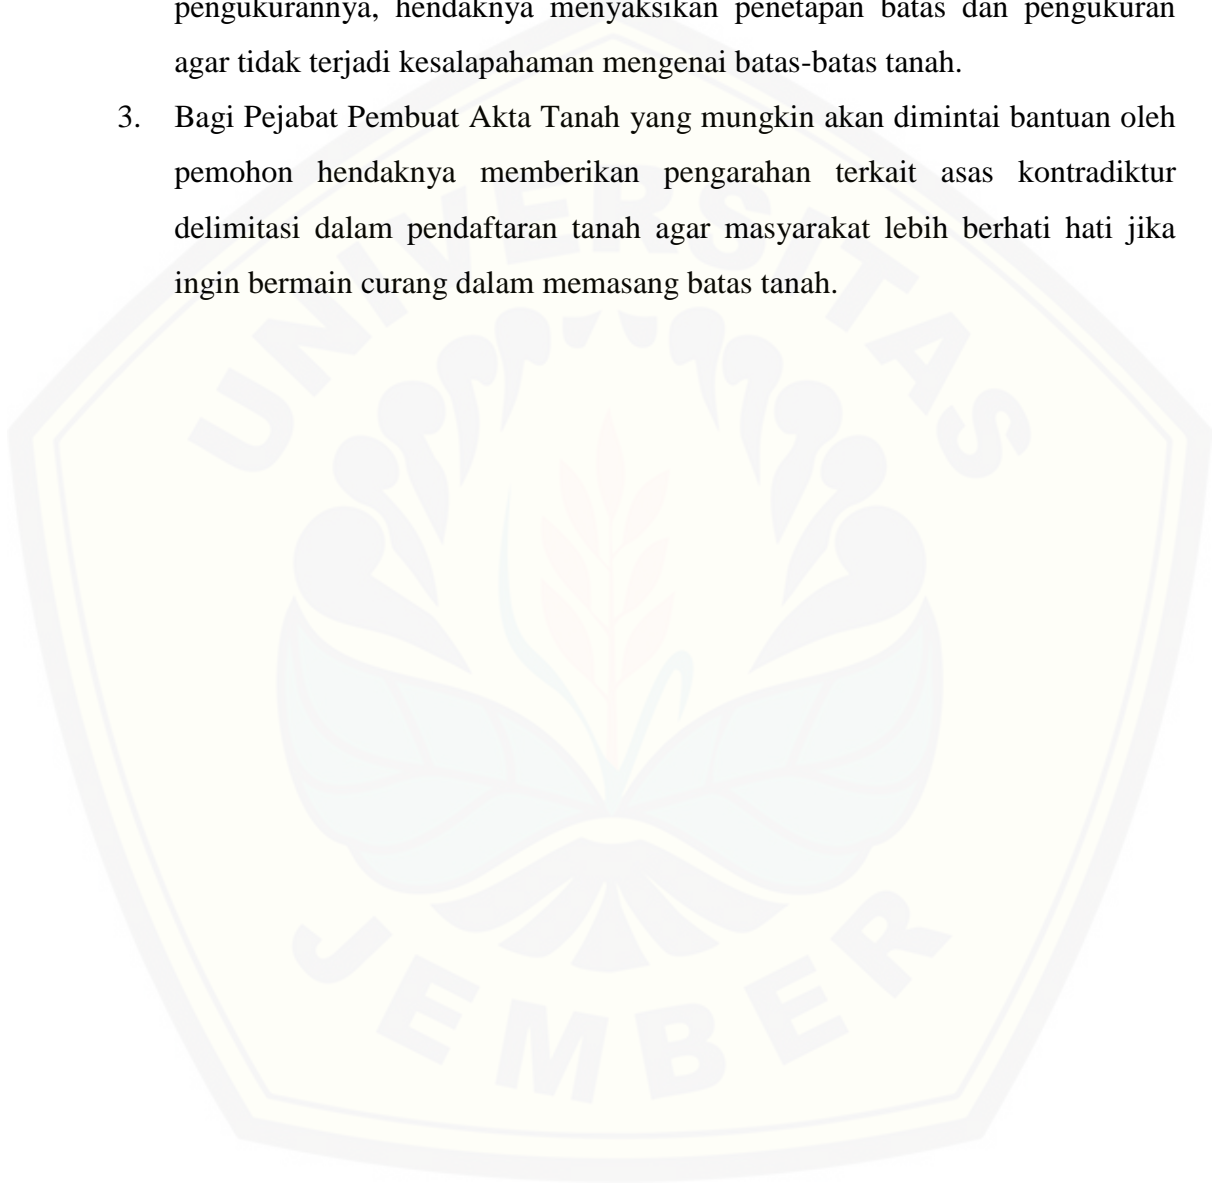 pengukurannya, hendaknya menyaksikan penetapan batas dan pengukuran
agar tidak terjadi kesalapahaman mengenai batas-batas tanah.
3. Bagi Pejabat Pembuat Akta Tanah yang mungkin akan dimintai bantuan oleh
pemohon hendaknya memberikan pengarahan terkait asas kontradiktur
delimitasi dalam pendaftaran tanah agar masyarakat lebih berhati hati jika
ingin bermain curang dalam memasang batas tanah.
UNIVERSITAS
JEMBER